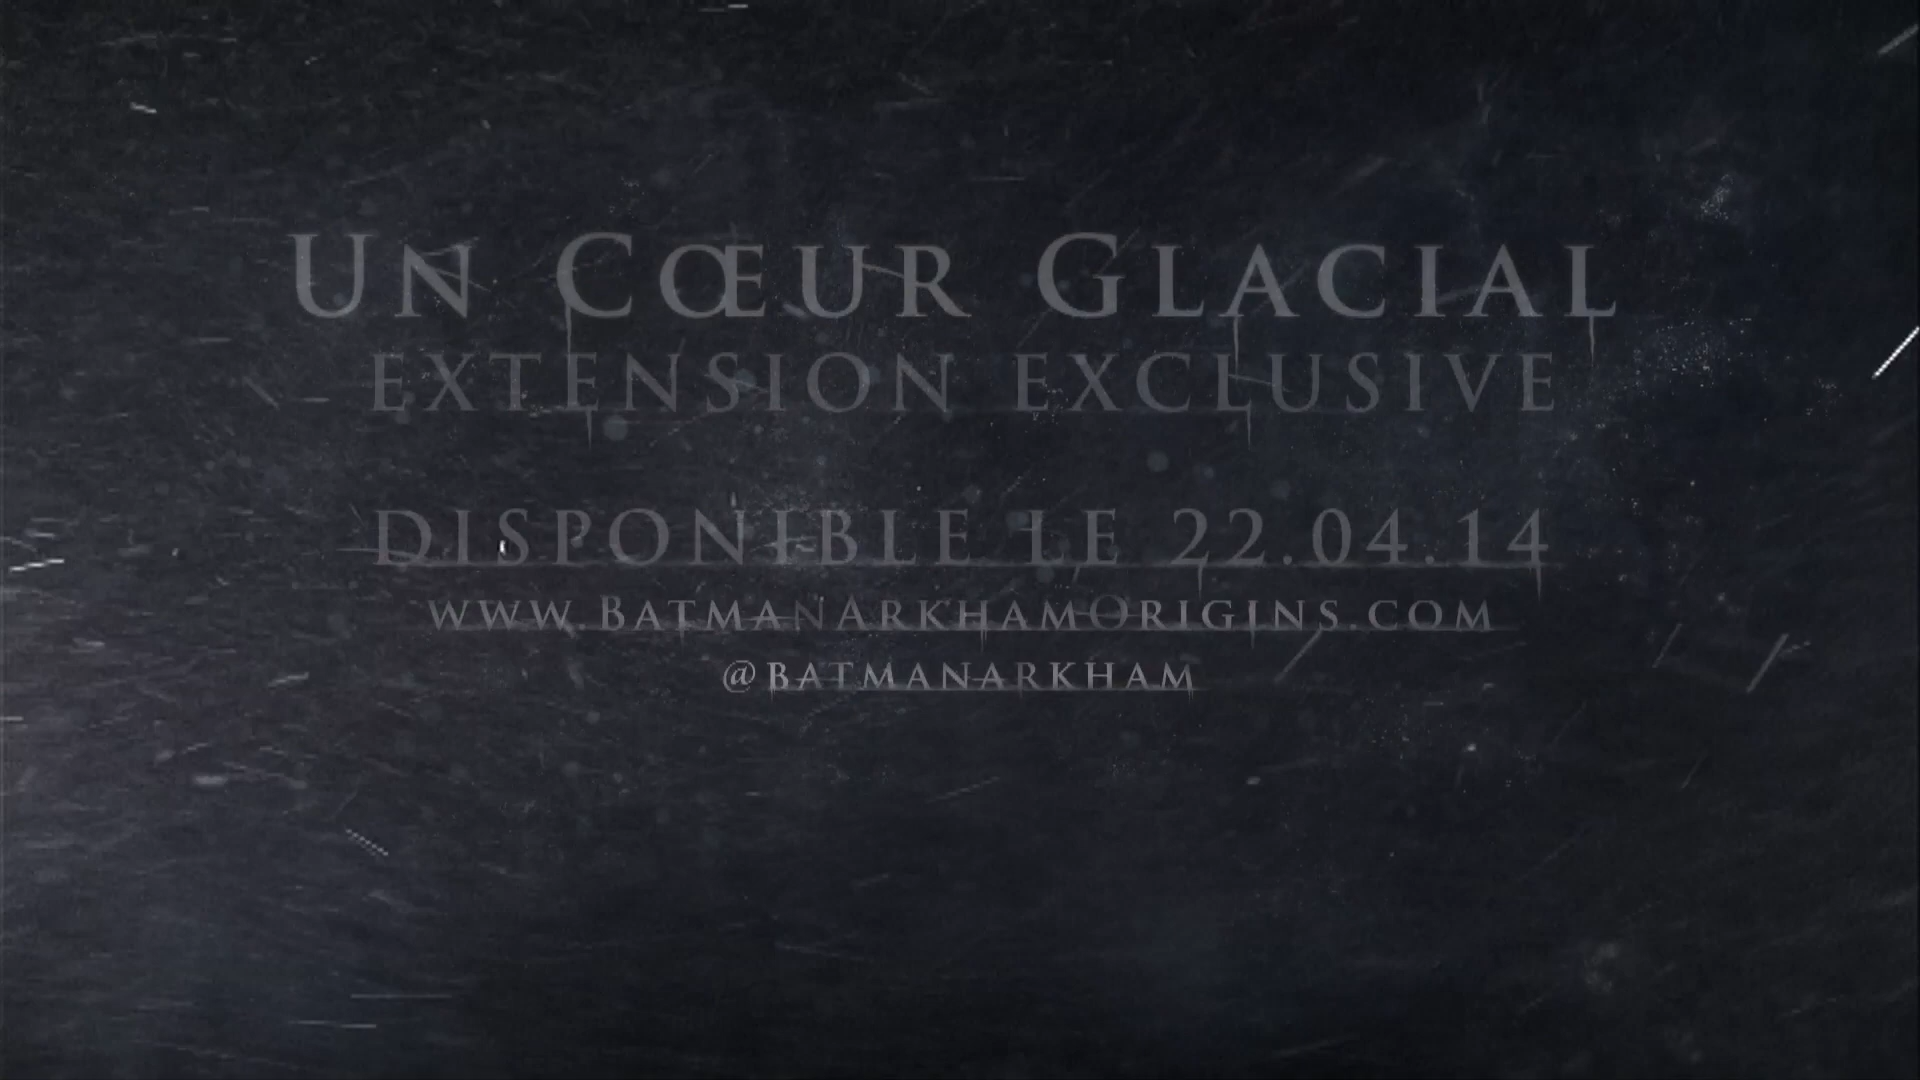 Un Cœur Glacial
EXTENSION EXCLUSIVE
DISPONIBLE LE 22.04.14
www.BatmanArkhamOrigins.com
@BATMANARKHAM